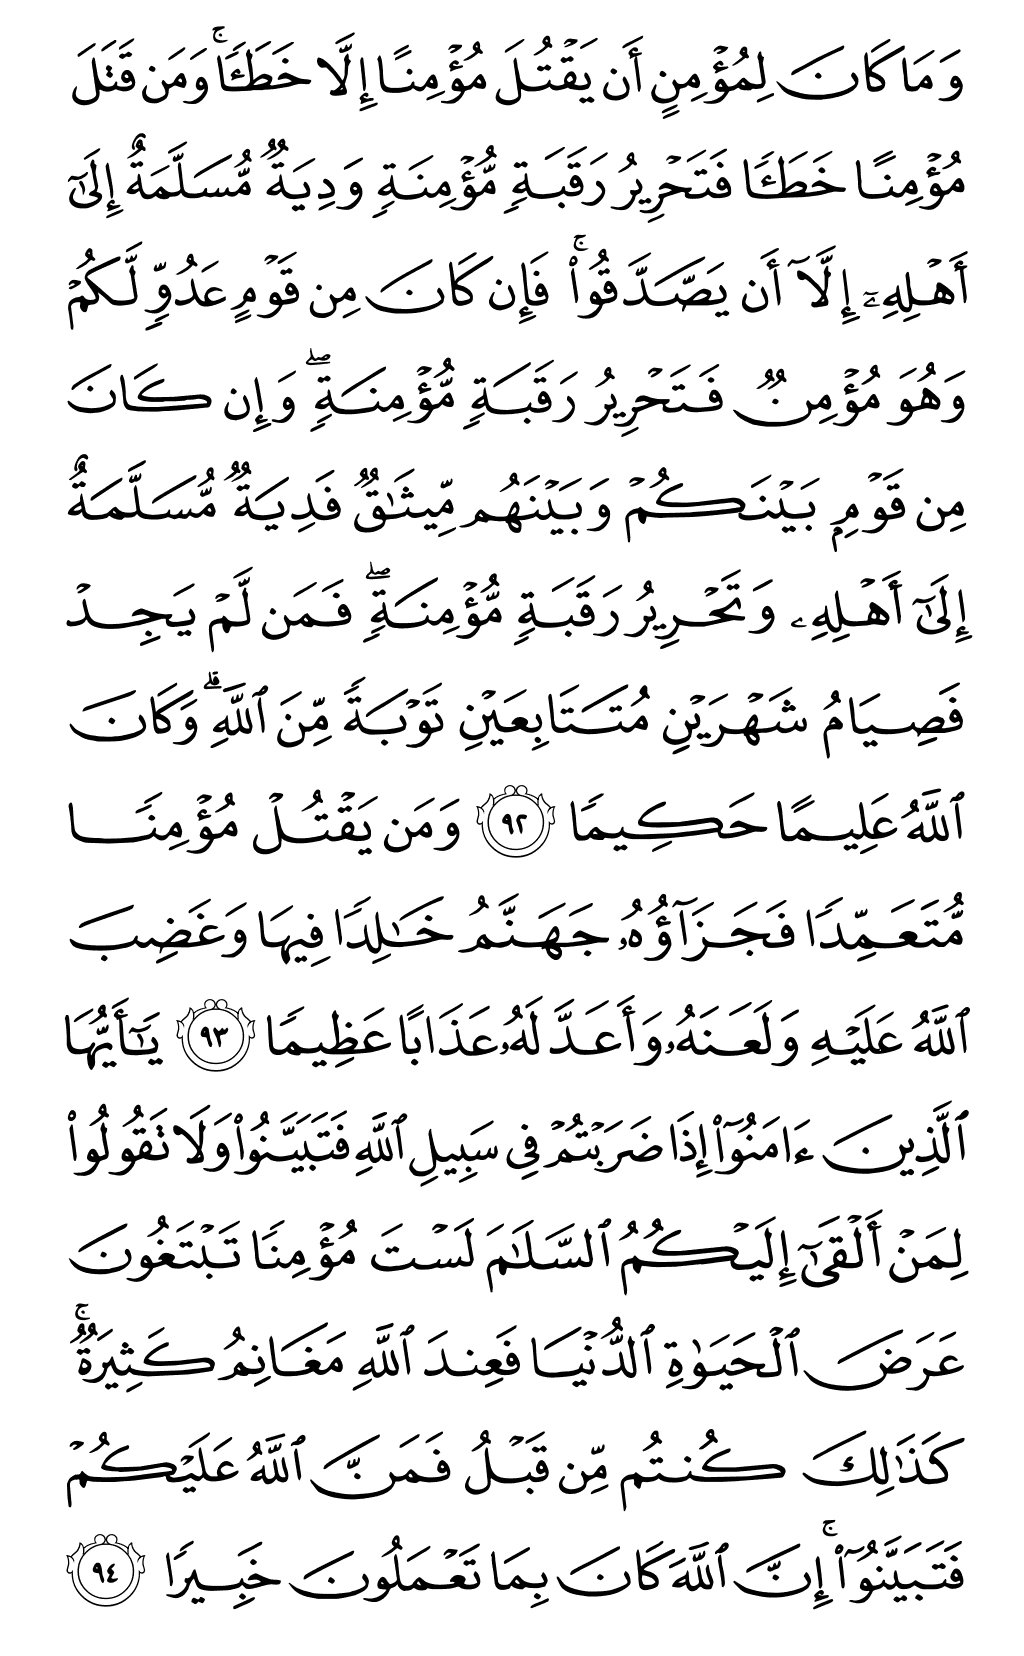 وَمَا كَانَ لِمُؤْمِنٍ أَن يَقْتُلَ مُؤْمِنًا إِلَّا خَطَـًٔا ۚ وَمَن قَتَلَ
مُؤْمِنًا خَطَـًٔا فَتَحْرِيرُ رَقَبَةٍ مُّؤْمِنَةٍ وَدِيَةٌ مُّسَلَّمَةٌ إِلَىٰٓ
أَهْلِهِۦٓ إِلَّآ أَن يَصَّدَّقُوا۟ ۚ فَإِن كَانَ مِن قَوْمٍ عَدُوٍّ لَّكُمْ
وَهُوَ مُؤْمِنٌ فَتَحْرِيرُ رَقَبَةٍ مُّؤْمِنَةٍ ۖ وَإِن كَانَ
مِن قَوْمٍۭ بَيْنَكُمْ وَبَيْنَهُم مِّيثَـٰقٌ فَدِيَةٌ مُّسَلَّمَةٌ
إِلَىٰٓ أَهْلِهِۦ وَتَحْرِيرُ رَقَبَةٍ مُّؤْمِنَةٍ ۖ فَمَن لَّمْ يَجِدْ
فَصِيَامُ شَهْرَيْنِ مُتَتَابِعَيْنِ تَوْبَةً مِّنَ ٱللَّهِ ۗ وَكَانَ
ٱللَّهُ عَلِيمًا حَكِيمًا ٩٢ وَمَن يَقْتُلْ مُؤْمِنًا
مُّتَعَمِّدًا فَجَزَآؤُهُۥ جَهَنَّمُ خَـٰلِدًا فِيهَا وَغَضِبَ
ٱللَّهُ عَلَيْهِ وَلَعَنَهُۥ وَأَعَدَّ لَهُۥ عَذَابًا عَظِيمًا ٩٣ يَـٰٓأَيُّهَا
ٱلَّذِينَ ءَامَنُوٓا۟ إِذَا ضَرَبْتُمْ فِى سَبِيلِ ٱللَّهِ فَتَبَيَّنُوا۟ وَلَا تَقُولُوا۟
لِمَنْ أَلْقَىٰٓ إِلَيْكُمُ ٱلسَّلَـٰمَ لَسْتَ مُؤْمِنًا تَبْتَغُونَ
عَرَضَ ٱلْحَيَوٰةِ ٱلدُّنْيَا فَعِندَ ٱللَّهِ مَغَانِمُ كَثِيرَةٌ ۚ
كَذَٰلِكَ كُنتُم مِّن قَبْلُ فَمَنَّ ٱللَّهُ عَلَيْكُمْ
فَتَبَيَّنُوٓا۟ ۚ إِنَّ ٱللَّهَ كَانَ بِمَا تَعْمَلُونَ خَبِيرًا ٩٤